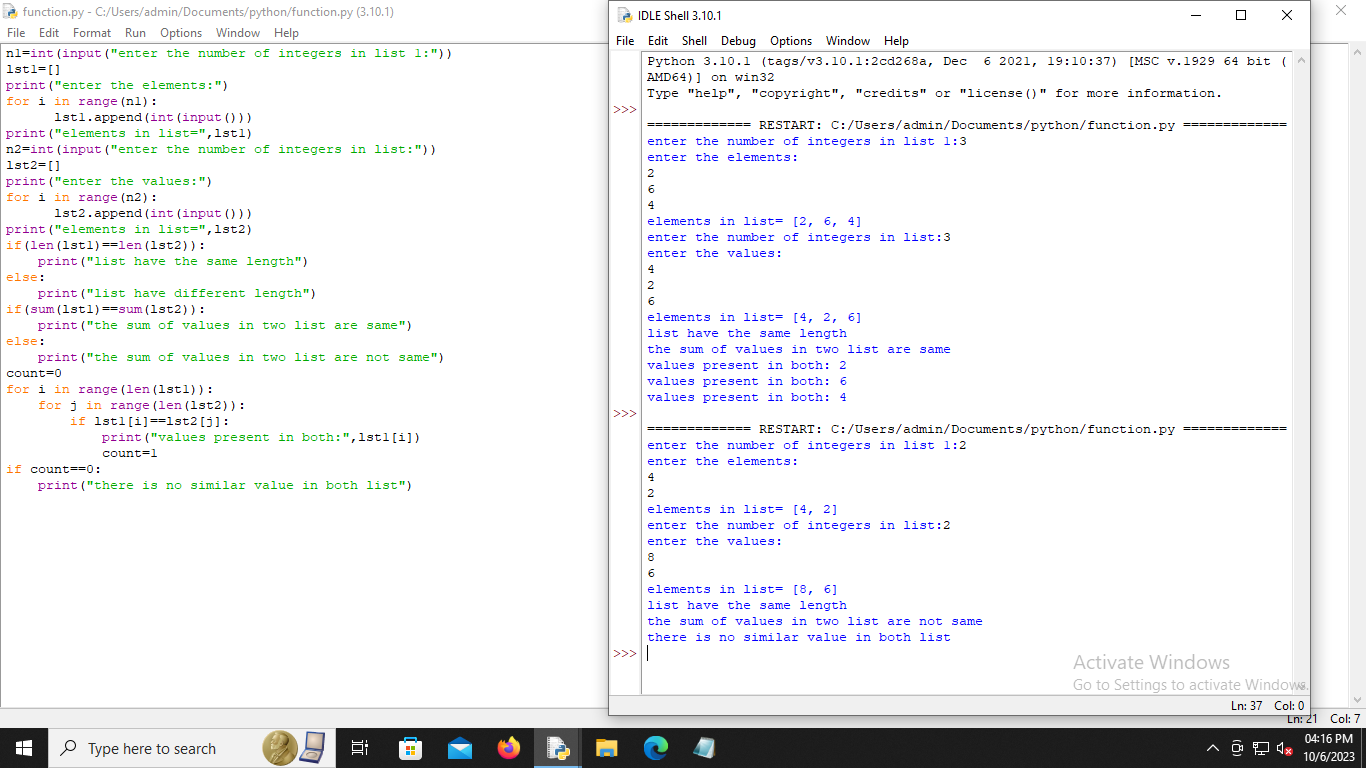 function.py - C:/Users/admin/Documents/python/function.py (3.10.1)
File Edit Format Run Options Window Help
n1=int(input("enter the number of integers in list 1:"))
lst1=[]
print("enter the elements:")
for i in range(n1):
      lst1.append(int(input()))
print("elements in list=",lst1)
n2=int(input("enter the number of integers in list:"))
lst2=[]
print("enter the values:")
for i in range(n2):
      lst2.append(int(input()))
print("elements in list=",lst2)
if(len(lst1)==len(lst2)):
    print("list have the same length")
else:
    print("list have different length")
if(sum(lst1)==sum(lst2)):
    print("the sum of values in two list are same")
else:
    print("the sum of values in two list are not same")
count=0
for i in range(len(lst1)):
    for j in range(len(lst2)):
        if lst1[i]==lst2[j]:
            print("values present in both:",lst1[i])
            count=1
if count==0:
    print("there is no similar value in both list")
IDLE Shell 3.10.1
File Edit Shell Debug Options Window Help
Python 3.10.1 (tags/v3.10.1:2cd268a, Dec  6 2021, 19:10:37) [MSC v.1929 64 bit (
AMD64)] on win32
Type "help", "copyright", "credits" or "license()" for more information.
>>>
============= RESTART: C:/Users/admin/Documents/python/function.py =============
enter the number of integers in list 1:3
enter the elements:
2
6
4
elements in list= [2, 6, 4]
enter the number of integers in list:3
enter the values:
4
2
6
elements in list= [4, 2, 6]
list have the same length
the sum of values in two list are same
values present in both: 2
values present in both: 6
values present in both: 4
>>>
============= RESTART: C:/Users/admin/Documents/python/function.py =============
enter the number of integers in list 1:2
enter the elements:
4
2
elements in list= [4, 2]
enter the number of integers in list:2
enter the values:
8
6
elements in list= [8, 6]
list have the same length
the sum of values in two list are not same
there is no similar value in both list
>>>
Activate Windows
Go to Settings to activate Windows.
Ln: 37 Col: 0
Ln: 21 Col: 7
Type here to search
04:16 PM
10/6/2023